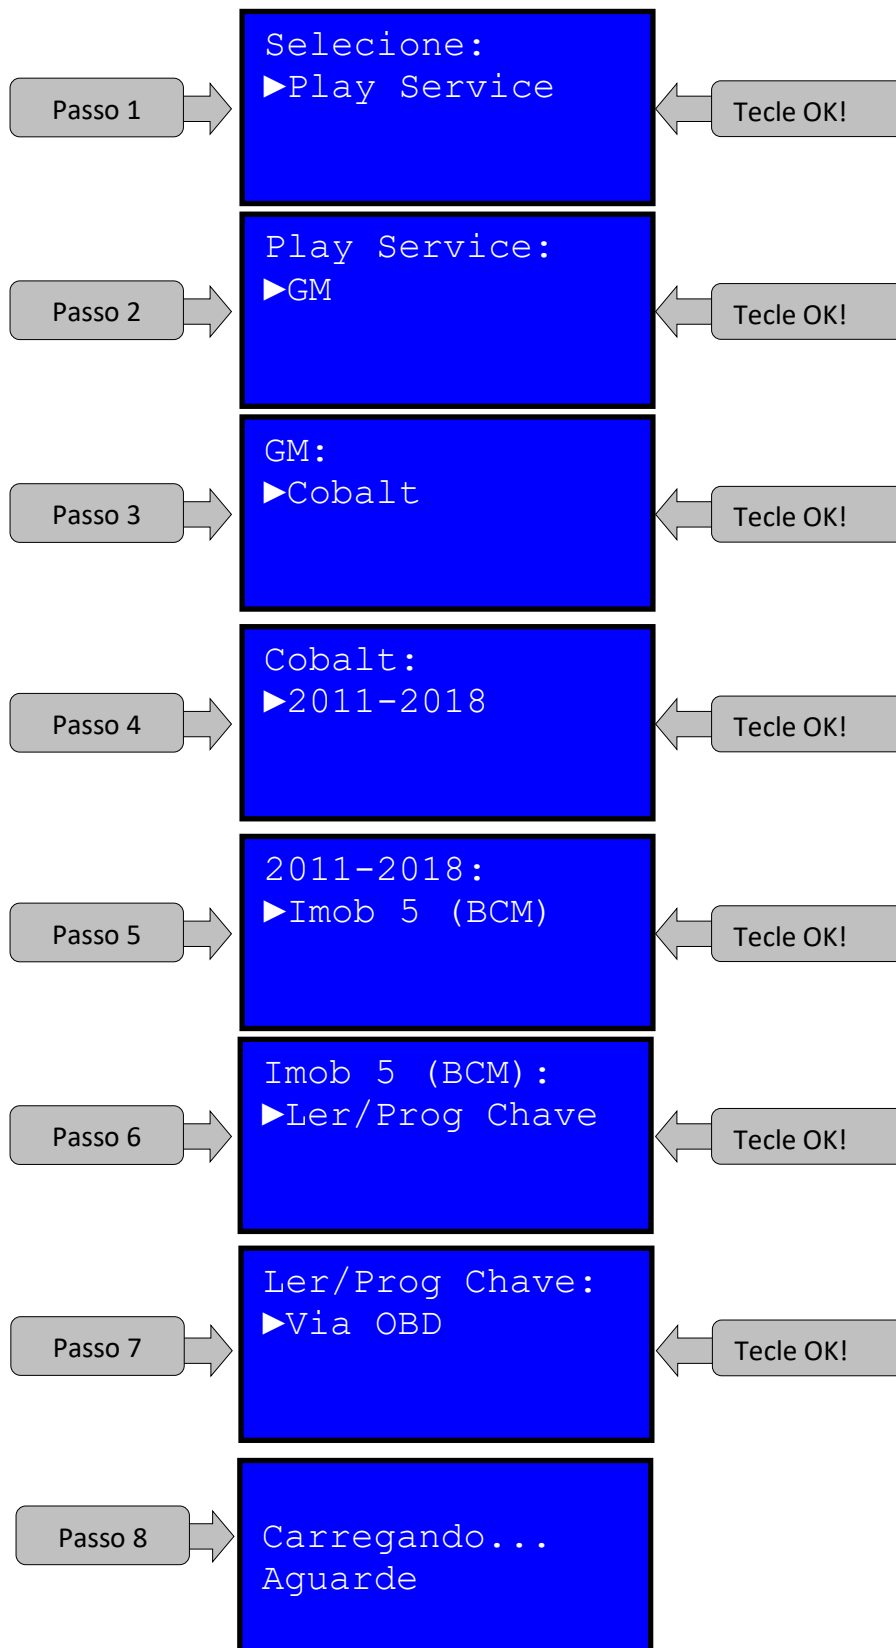 Selecione:
Passo 1
►Play Service
Tecle OK!
Play Service:
Passo 2
►GM
Tecle OK!
GM:
Passo 3
►Cobalt
Tecle OK!
Cobalt:
Passo 4
►2011-2018
Tecle OK!
2011-2018:
Passo 5
►Imob 5 (BCM)
Tecle OK!
Imob 5 (BCM):
Passo 6
►Ler/Prog Chave
Tecle OK!
Ler/Prog Chave:
Passo 7
►Via OBD
Tecle OK!
Passo 8
Carregando...
Aguarde